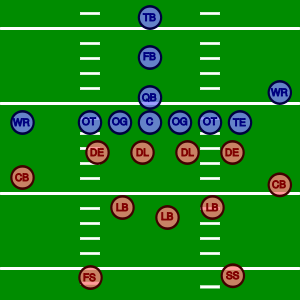 TB
FB
WR
QB
WR OT OG C OG OT TE
DE DL DL DE
CB CB
LB LB LB
FS SS